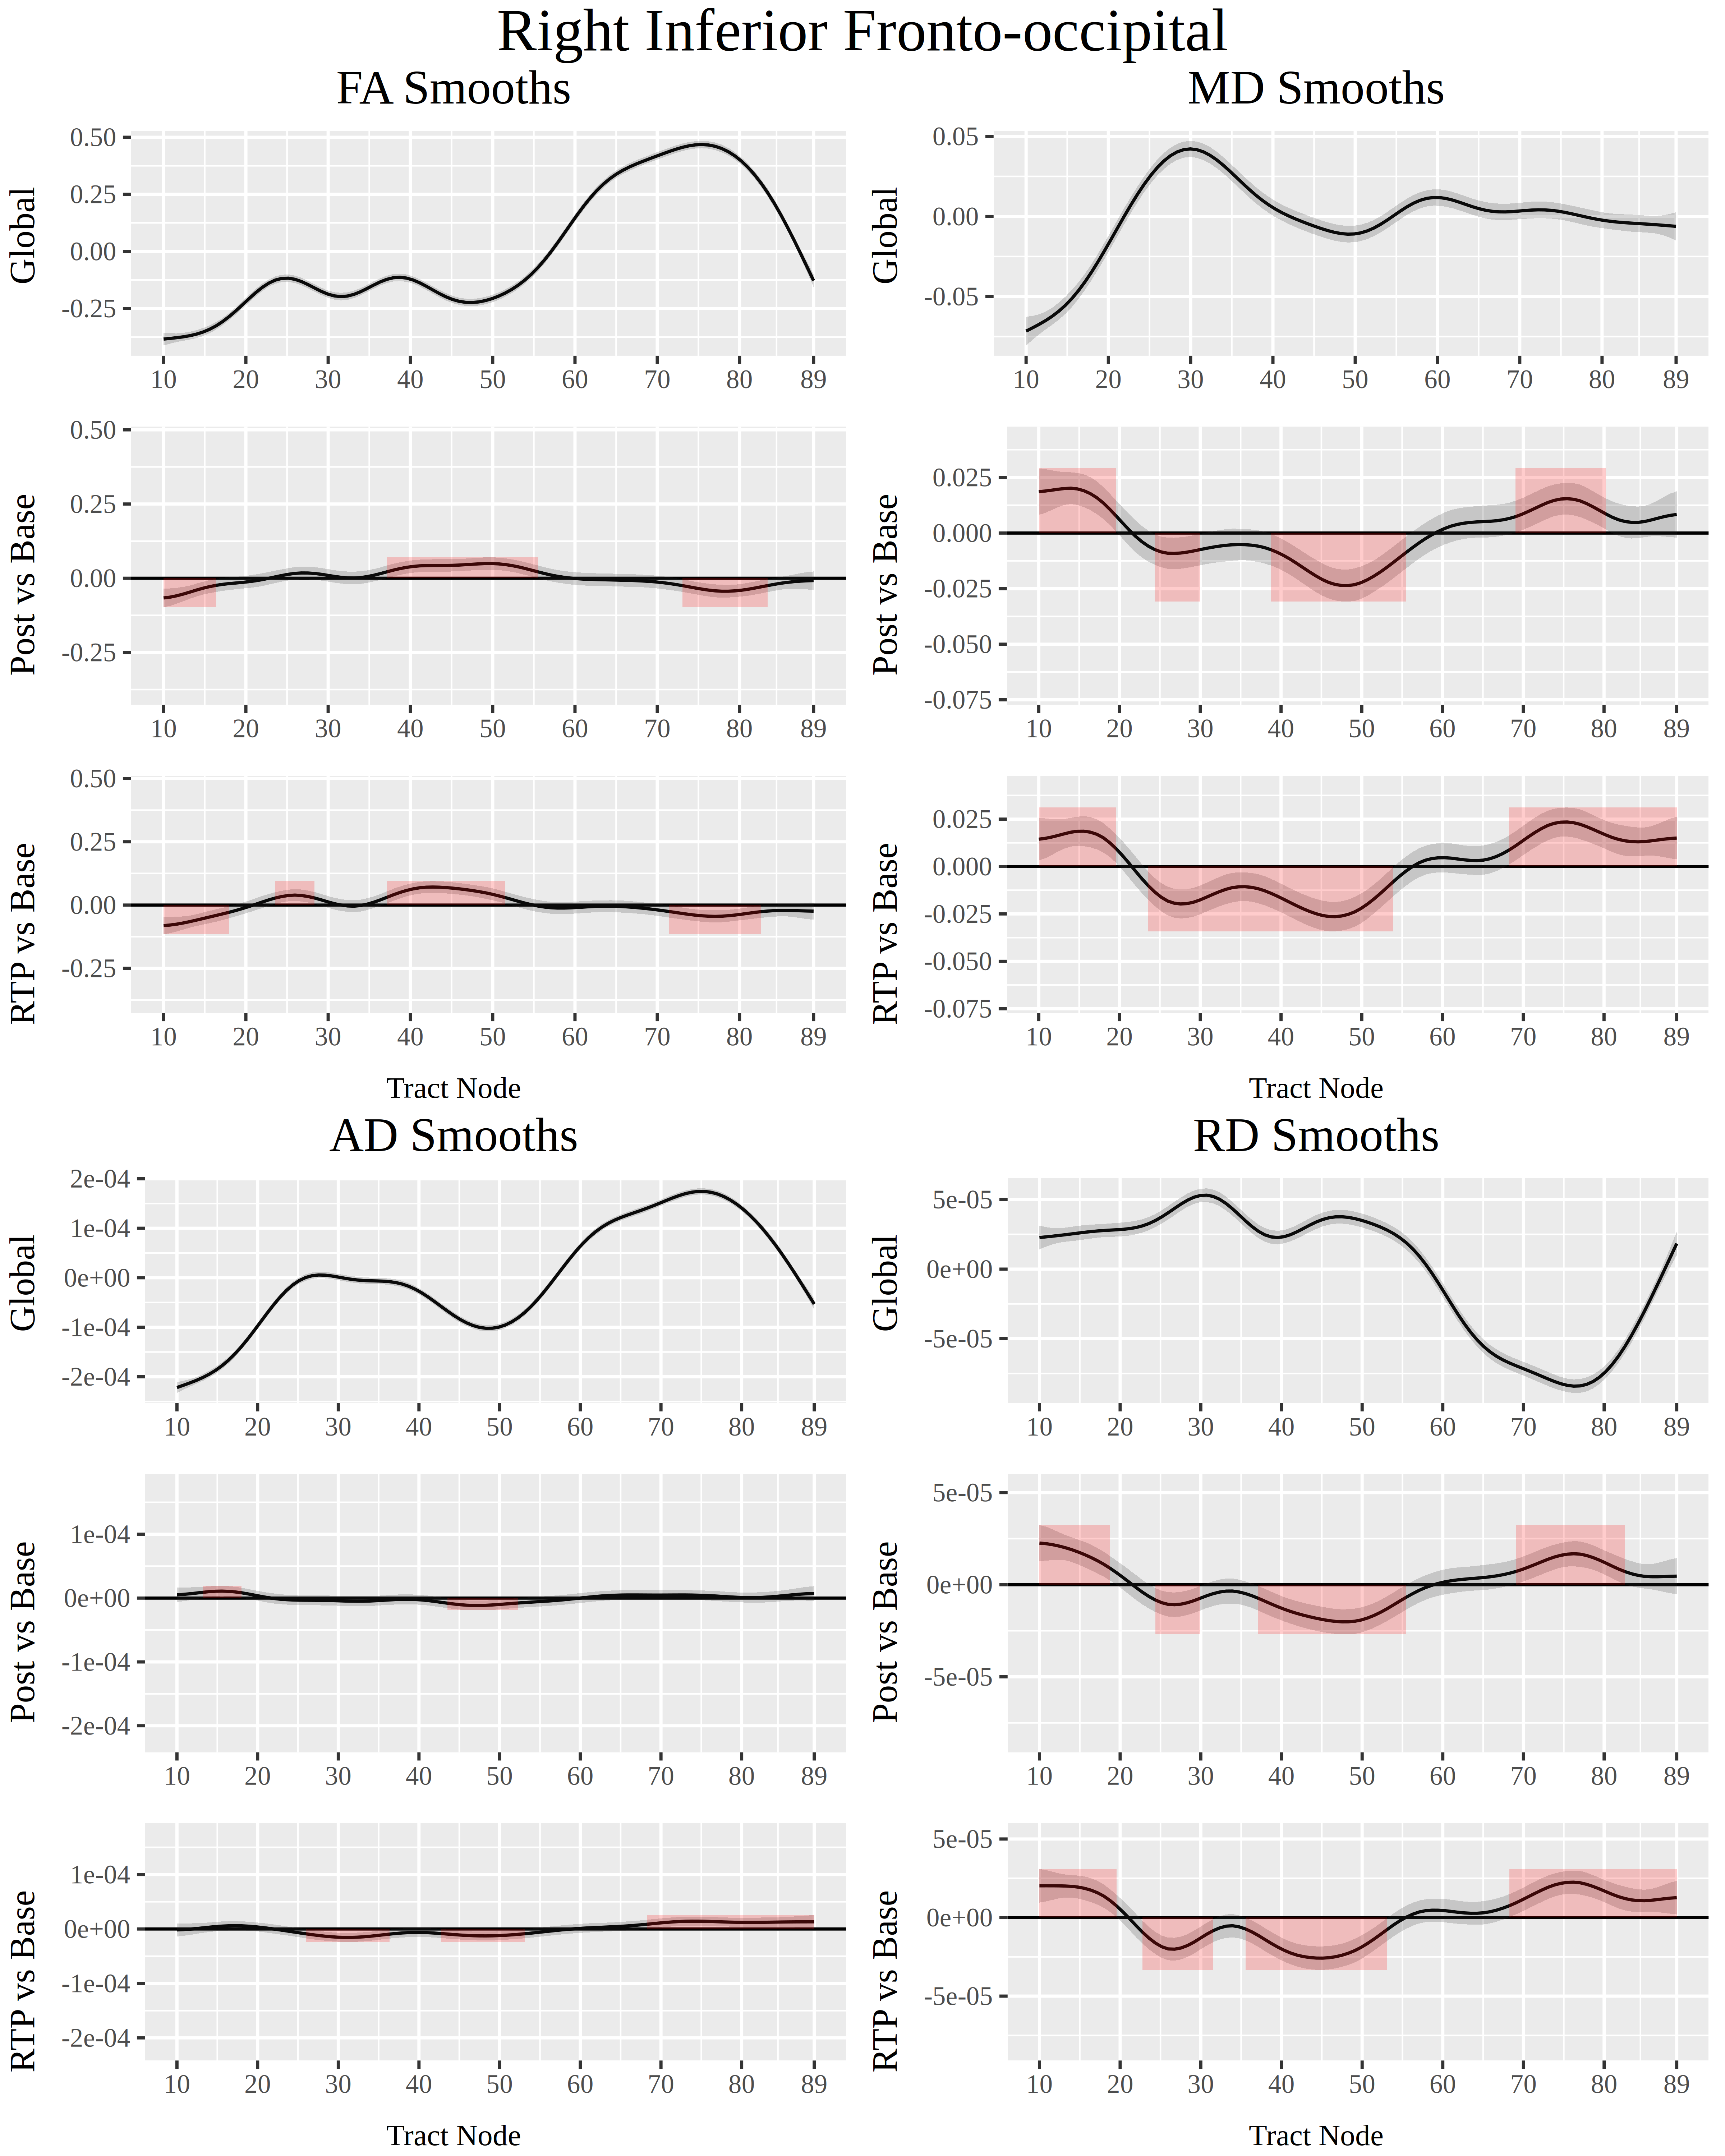 Right Inferior Fronto-occipital
FA Smooths
Global
0.50
0.25
0.00
-0.25
10 20 30 40 50 60 70 80 89
Post vs Base
0.50
0.25
0.00
-0.25
10 20 30 40 50 60 70 80 89
RTP vs Base
0.50
0.25
0.00
-0.25
10 20 30 40 50 60 70 80 89
Tract Node
MD Smooths
Global
0.05
0.00
-0.05
10 20 30 40 50 60 70 80 89
Post vs Base
0.025
0.000
-0.025
-0.050
-0.075
10 20 30 40 50 60 70 80 89
RTP vs Base
0.025
0.000
-0.025
-0.050
-0.075
10 20 30 40 50 60 70 80 89
Tract Node
AD Smooths
Global
2e-04
1e-04
0e+00
-1e-04
-2e-04
10 20 30 40 50 60 70 80 89
Post vs Base
1e-04
0e+00
-1e-04
-2e-04
10 20 30 40 50 60 70 80 89
RTP vs Base
1e-04
0e+00
-1e-04
-2e-04
10 20 30 40 50 60 70 80 89
Tract Node
RD Smooths
Global
5e-05
0e+00
-5e-05
10 20 30 40 50 60 70 80 89
Post vs Base
5e-05
0e+00
-5e-05
10 20 30 40 50 60 70 80 89
RTP vs Base
5e-05
0e+00
-5e-05
10 20 30 40 50 60 70 80 89
Tract Node